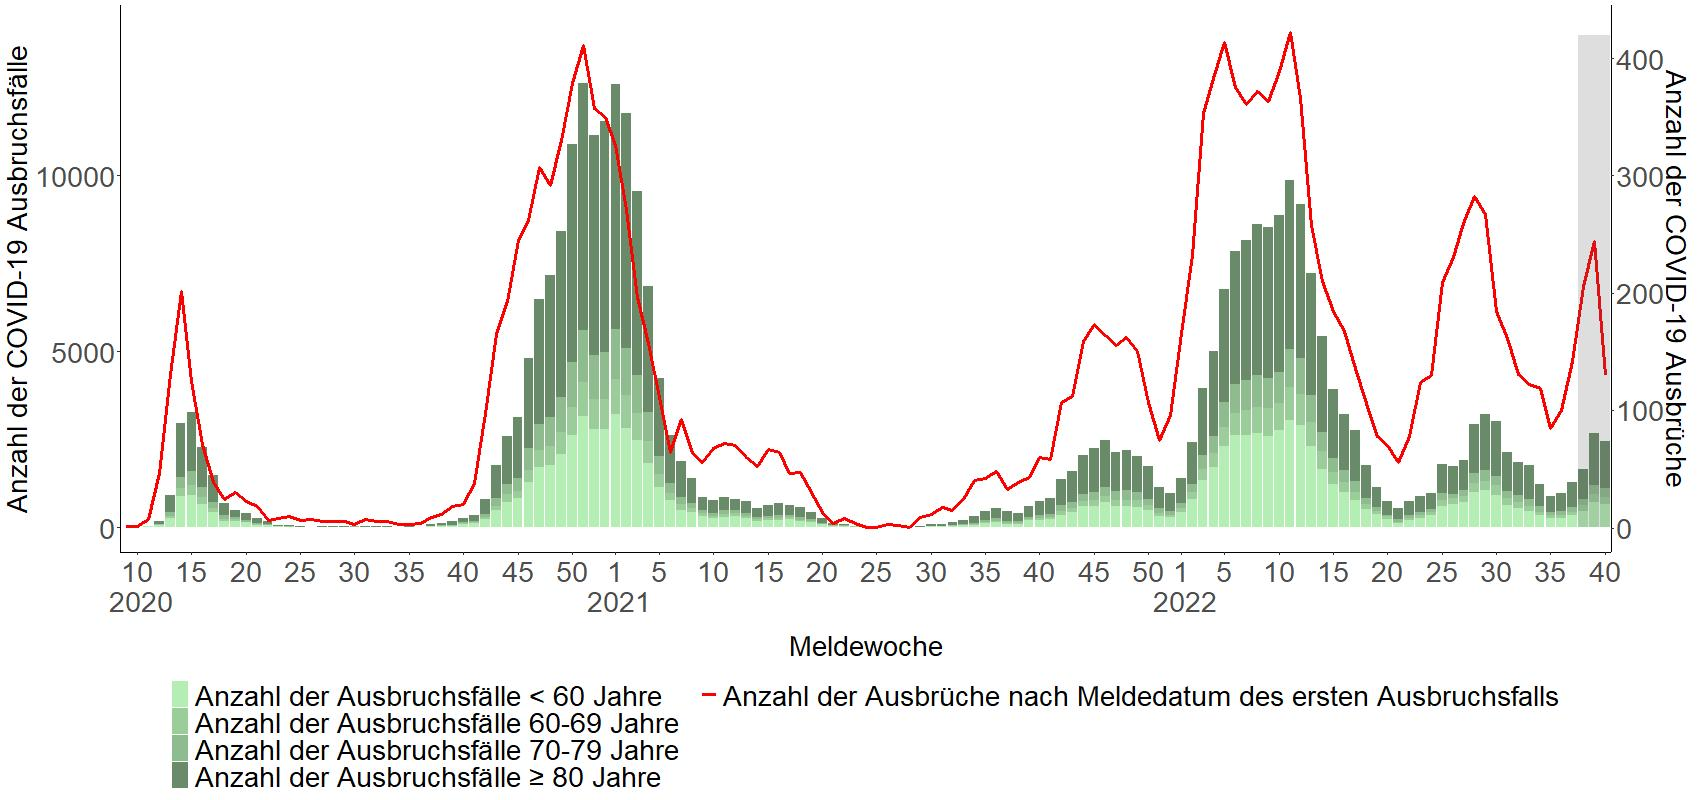 Anzahl der COVID-19 Ausbruchsfälle
10000
5000
0
400
300
200
100
0
Anzahl der COVID-19 Ausbrüche
10 15 20 25 30 35 40 45 50 1 5 10 15 20 25 30 35 40 45 50 1 5 10 15 20 25 30 35 40
2020 2021 2022
Meldewoche
Anzahl der Ausbruchsfälle < 60 Jahre
Anzahl der Ausbruchsfälle 60-69 Jahre
Anzahl der Ausbruchsfälle 70-79 Jahre
Anzahl der Ausbruchsfälle ≥ 80 Jahre
Anzahl der Ausbrüche nach Meldedatum des ersten Ausbruchsfalls